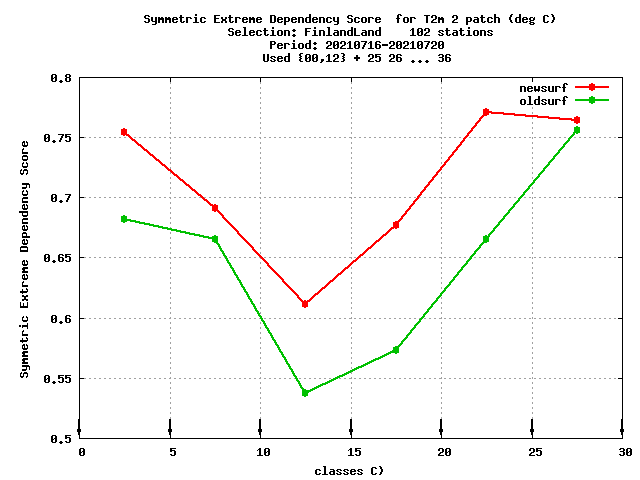 Symmetric Extreme Dependency Score  for T2m 2 patch (deg C)
Selection: FinlandLand    102 stations
Period: 20210716-20210720
Used {00,12} + 25 26 ... 36
newsurf
oldsurf
0.8
0.75
0.7
0.65
0.6
0.55
0.5
Symmetric Extreme Dependency Score
0 5 10 15 20 25 30
classes C)